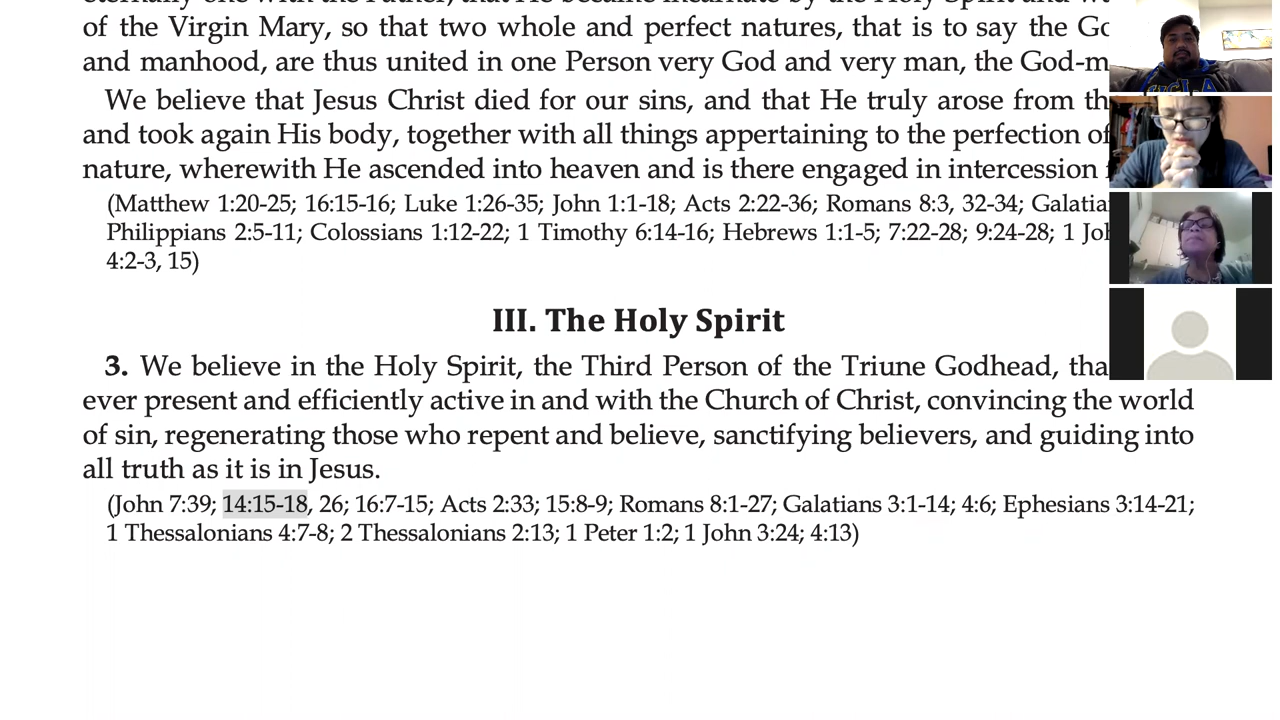 of the Virgin Mary, so that two whole and perfect natures, that is to say the
and manhood, are thus united in one Person very God and very man, the
We believe that Jesus Christ died for our sins, and that He truly arose from
and took again His body, together with all things appertaining to the perfection of
nature, wherewith He ascended into heaven and is there engaged in intercession
(Matthew 1:20-25; 16:15-16; Luke 1:26-35; John 1:1-18; Acts 2:22-36; Romans 8:3, 32-34;
Philippians 2:5-11; Colossians 1:12-22; 1 Timothy 6:14-16; Hebrews 1:1-5; 7:22-28; 9:24-28; 1
4:2-3, 15)
III. The Holy Spirit
3. We believe in the Holy Spirit, the Third Person of the Triune Godhead,
ever present and efficiently active in and with the Church of Christ, convincing the world
of sin, regenerating those who repent and believe, sanctifying believers, and guiding into
all truth as it is in Jesus.
(John 7:39; 14:15-18, 26; 16:7-15; Acts 2:33; 15:8-9; Romans 8:1-27; Galatians 3:1-14; 4:6; Ephesians 3:14-21;
1 Thessalonians 4:7-8; 2 Thessalonians 2:13; 1 Peter 1:2; 1 John 3:24; 4:13)